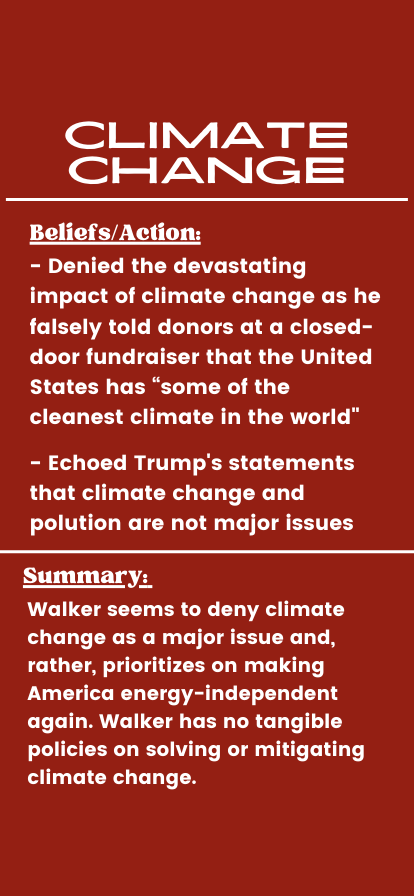 CLIMATE
CHANGE
Beliefs/Action:
- Denied the devastating
impact of climate change as he
falsely told donors at a closed-
door fundraiser that the United
States has “some of the
cleanest climate in the world"
- Echoed Trump's statements
that climate change and
polution are not major issues
Summary:
Walker seems to deny climate
change as a major issue and,
rather, prioritizes on making
America energy-independent
again. Walker has no tangible
policies on solving or mitigating
climate change.